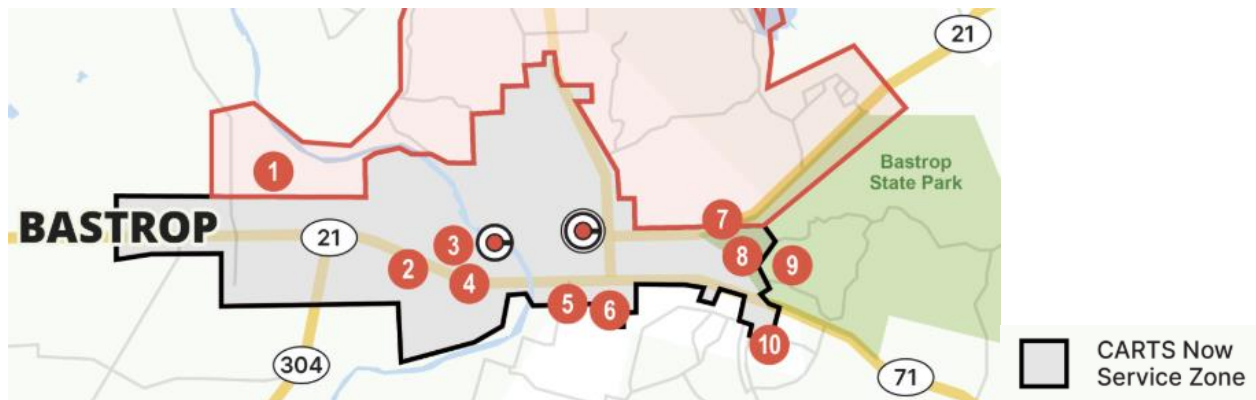 21
Bastrop
State Park
1
7
BASTROP
21
3
8
9
2
4
5
6
10
304
71
CARTS Now
Service Zone